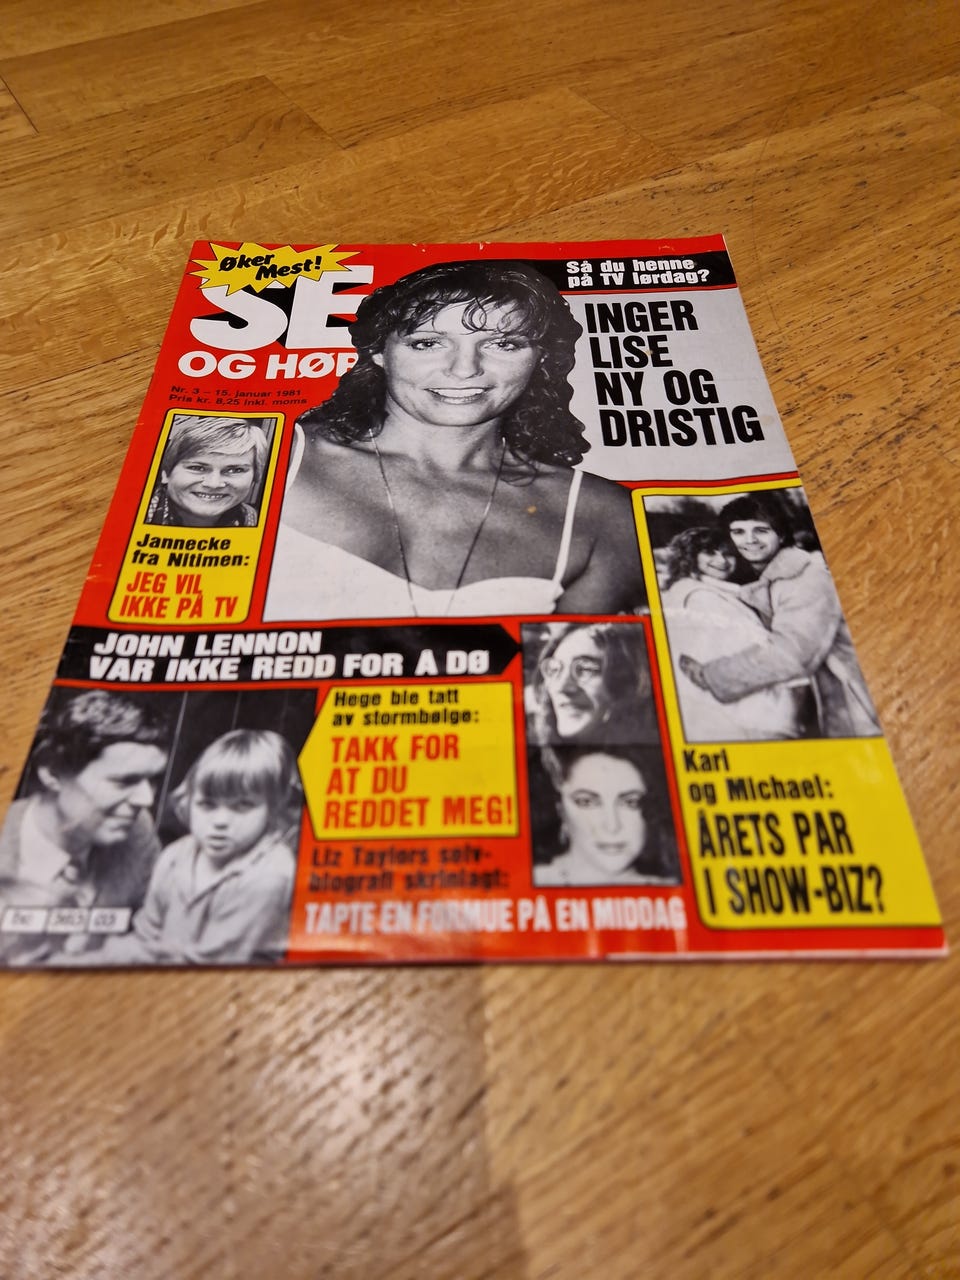 Øker
Mest!
SE
OG HØR
Nr. 3 – 15. januar 1981
Pris kr. 8,25 inkl. moms
Så du henne
på TV lørdag?
INGER
LISE
NY OG
DRISTIG
Jannecke
fra Nitimen:
JEG VIL
IKKE PÅ TV
JOHN LENNON
VAR IKKE REDD FOR Å DØ
Hege ble tatt
av stormbølge:
TAKK FOR
AT DU
REDDET MEG!
Liz Taylors selv-
biografi skrinlagt:
TAPTE EN FORMUE PÅ EN MIDDAG
Kari
og Michael:
ÅRETS PAR
I SHOW-BIZ?